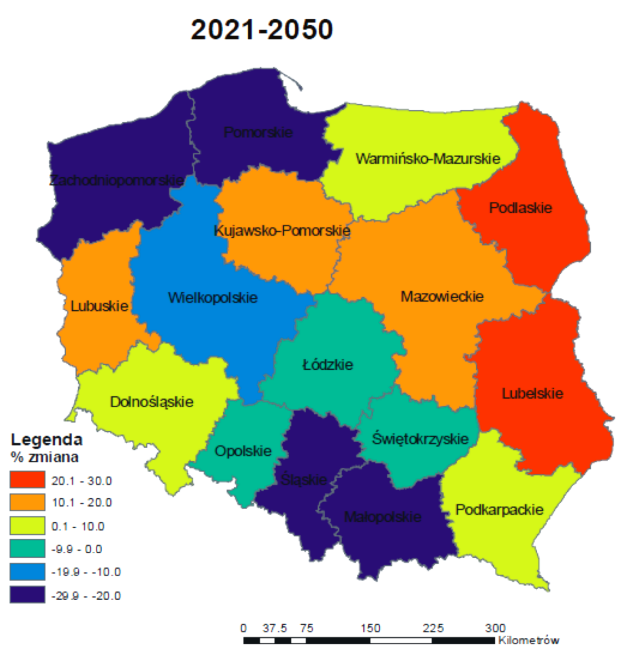 2021-2050
Pomorskie
Warmińsko-Mazurskie
Zachodniopomorskie
Podlaskie
Kujawsko-Pomorskie
Wielkopolskie
Mazowieckie
Lubuskie
Łódzkie
Lubelskie
Dolnośląskie
Świętokrzyskie
Opolskie
Śląskie
Podkarpackie
Małopolskie
Legenda
% zmiana
20.1 - 30.0
10.1 - 20.0
0.1 - 10.0
-9.9 - 0.0
-19.9 - -10.0
-29.9 - -20.0
0 37.5 75 150 225 300
Kilometrów